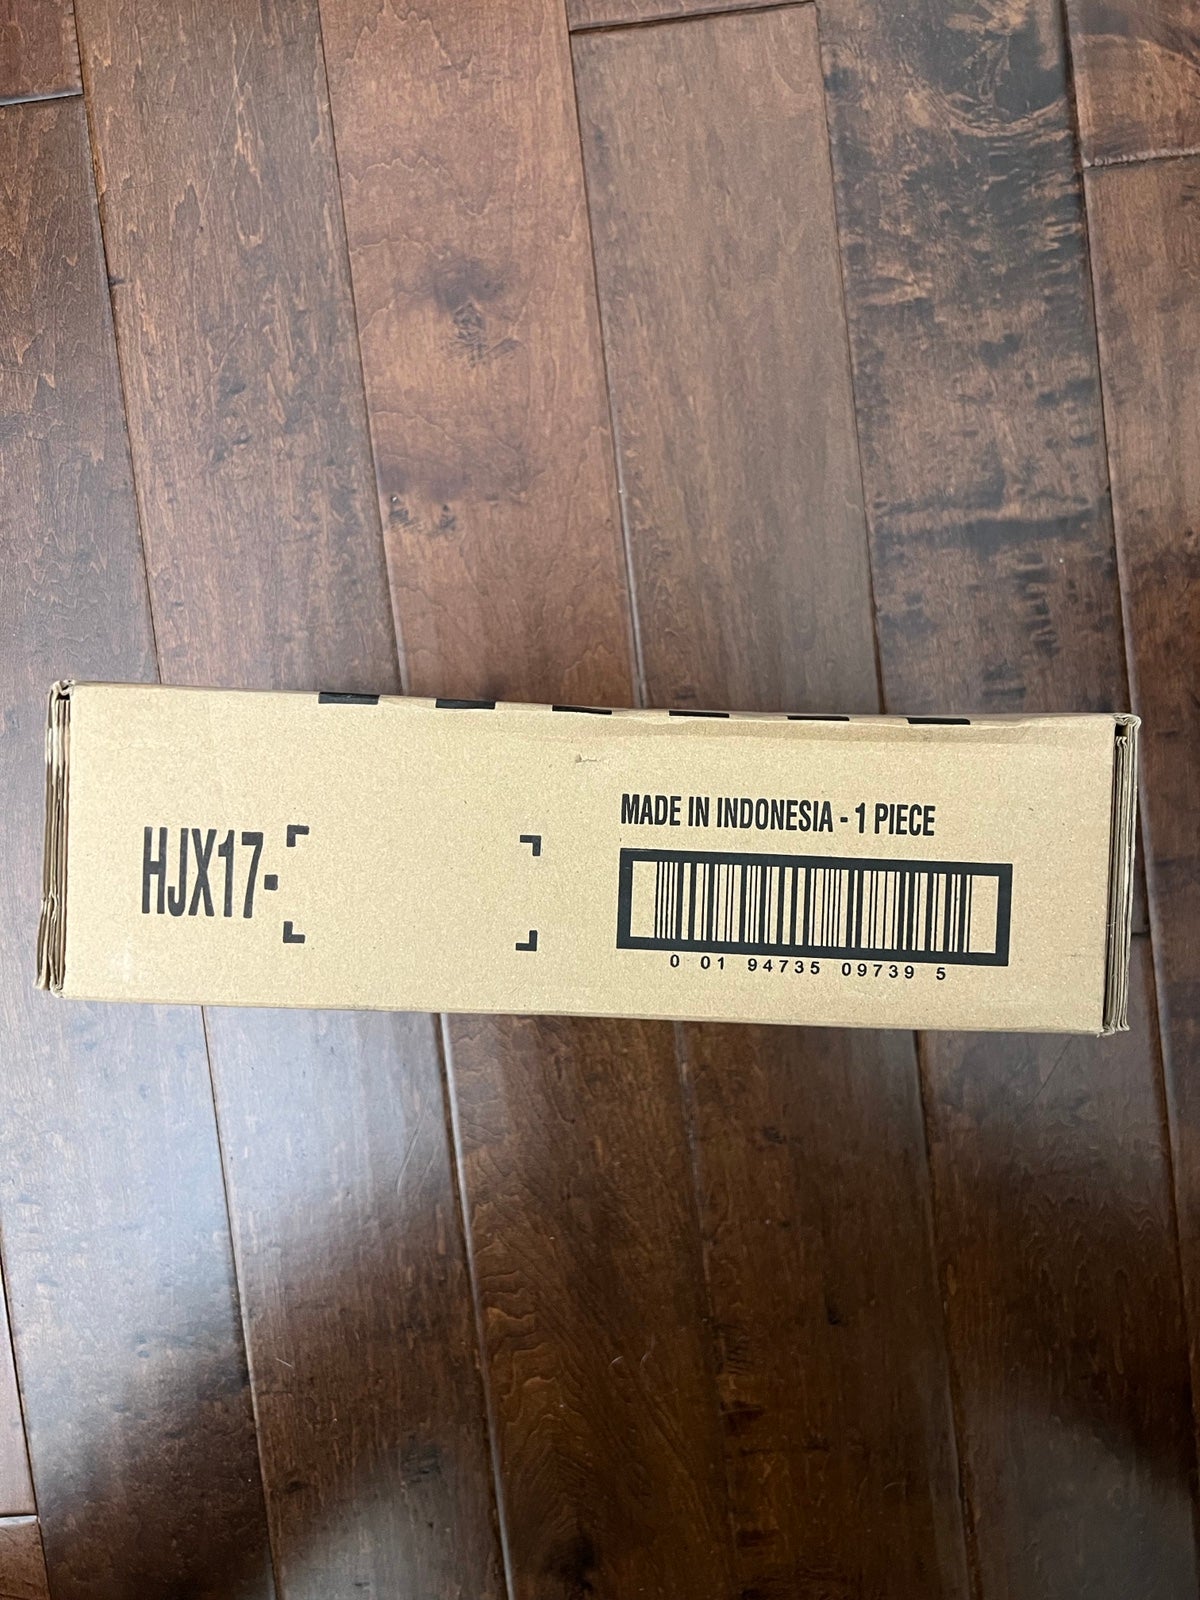 HJX17-
MADE IN INDONESIA - 1 PIECE
0 01 94735 09739 5